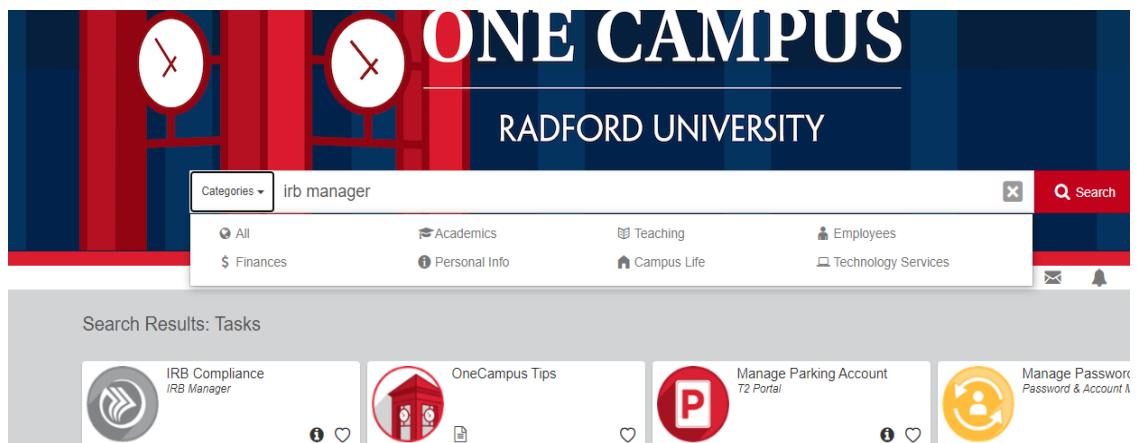 ONE CAMPUS
RADFORD UNIVERSITY
Categories irb manager Search
All Academics Teaching Employees
$ Finances Personal Info Campus Life Technology Services
Search Results: Tasks
IRB Compliance
IRB Manager
OneCampus Tips
P
Manage Parking Account
T2 Portal
Manage Password
Password & Account M